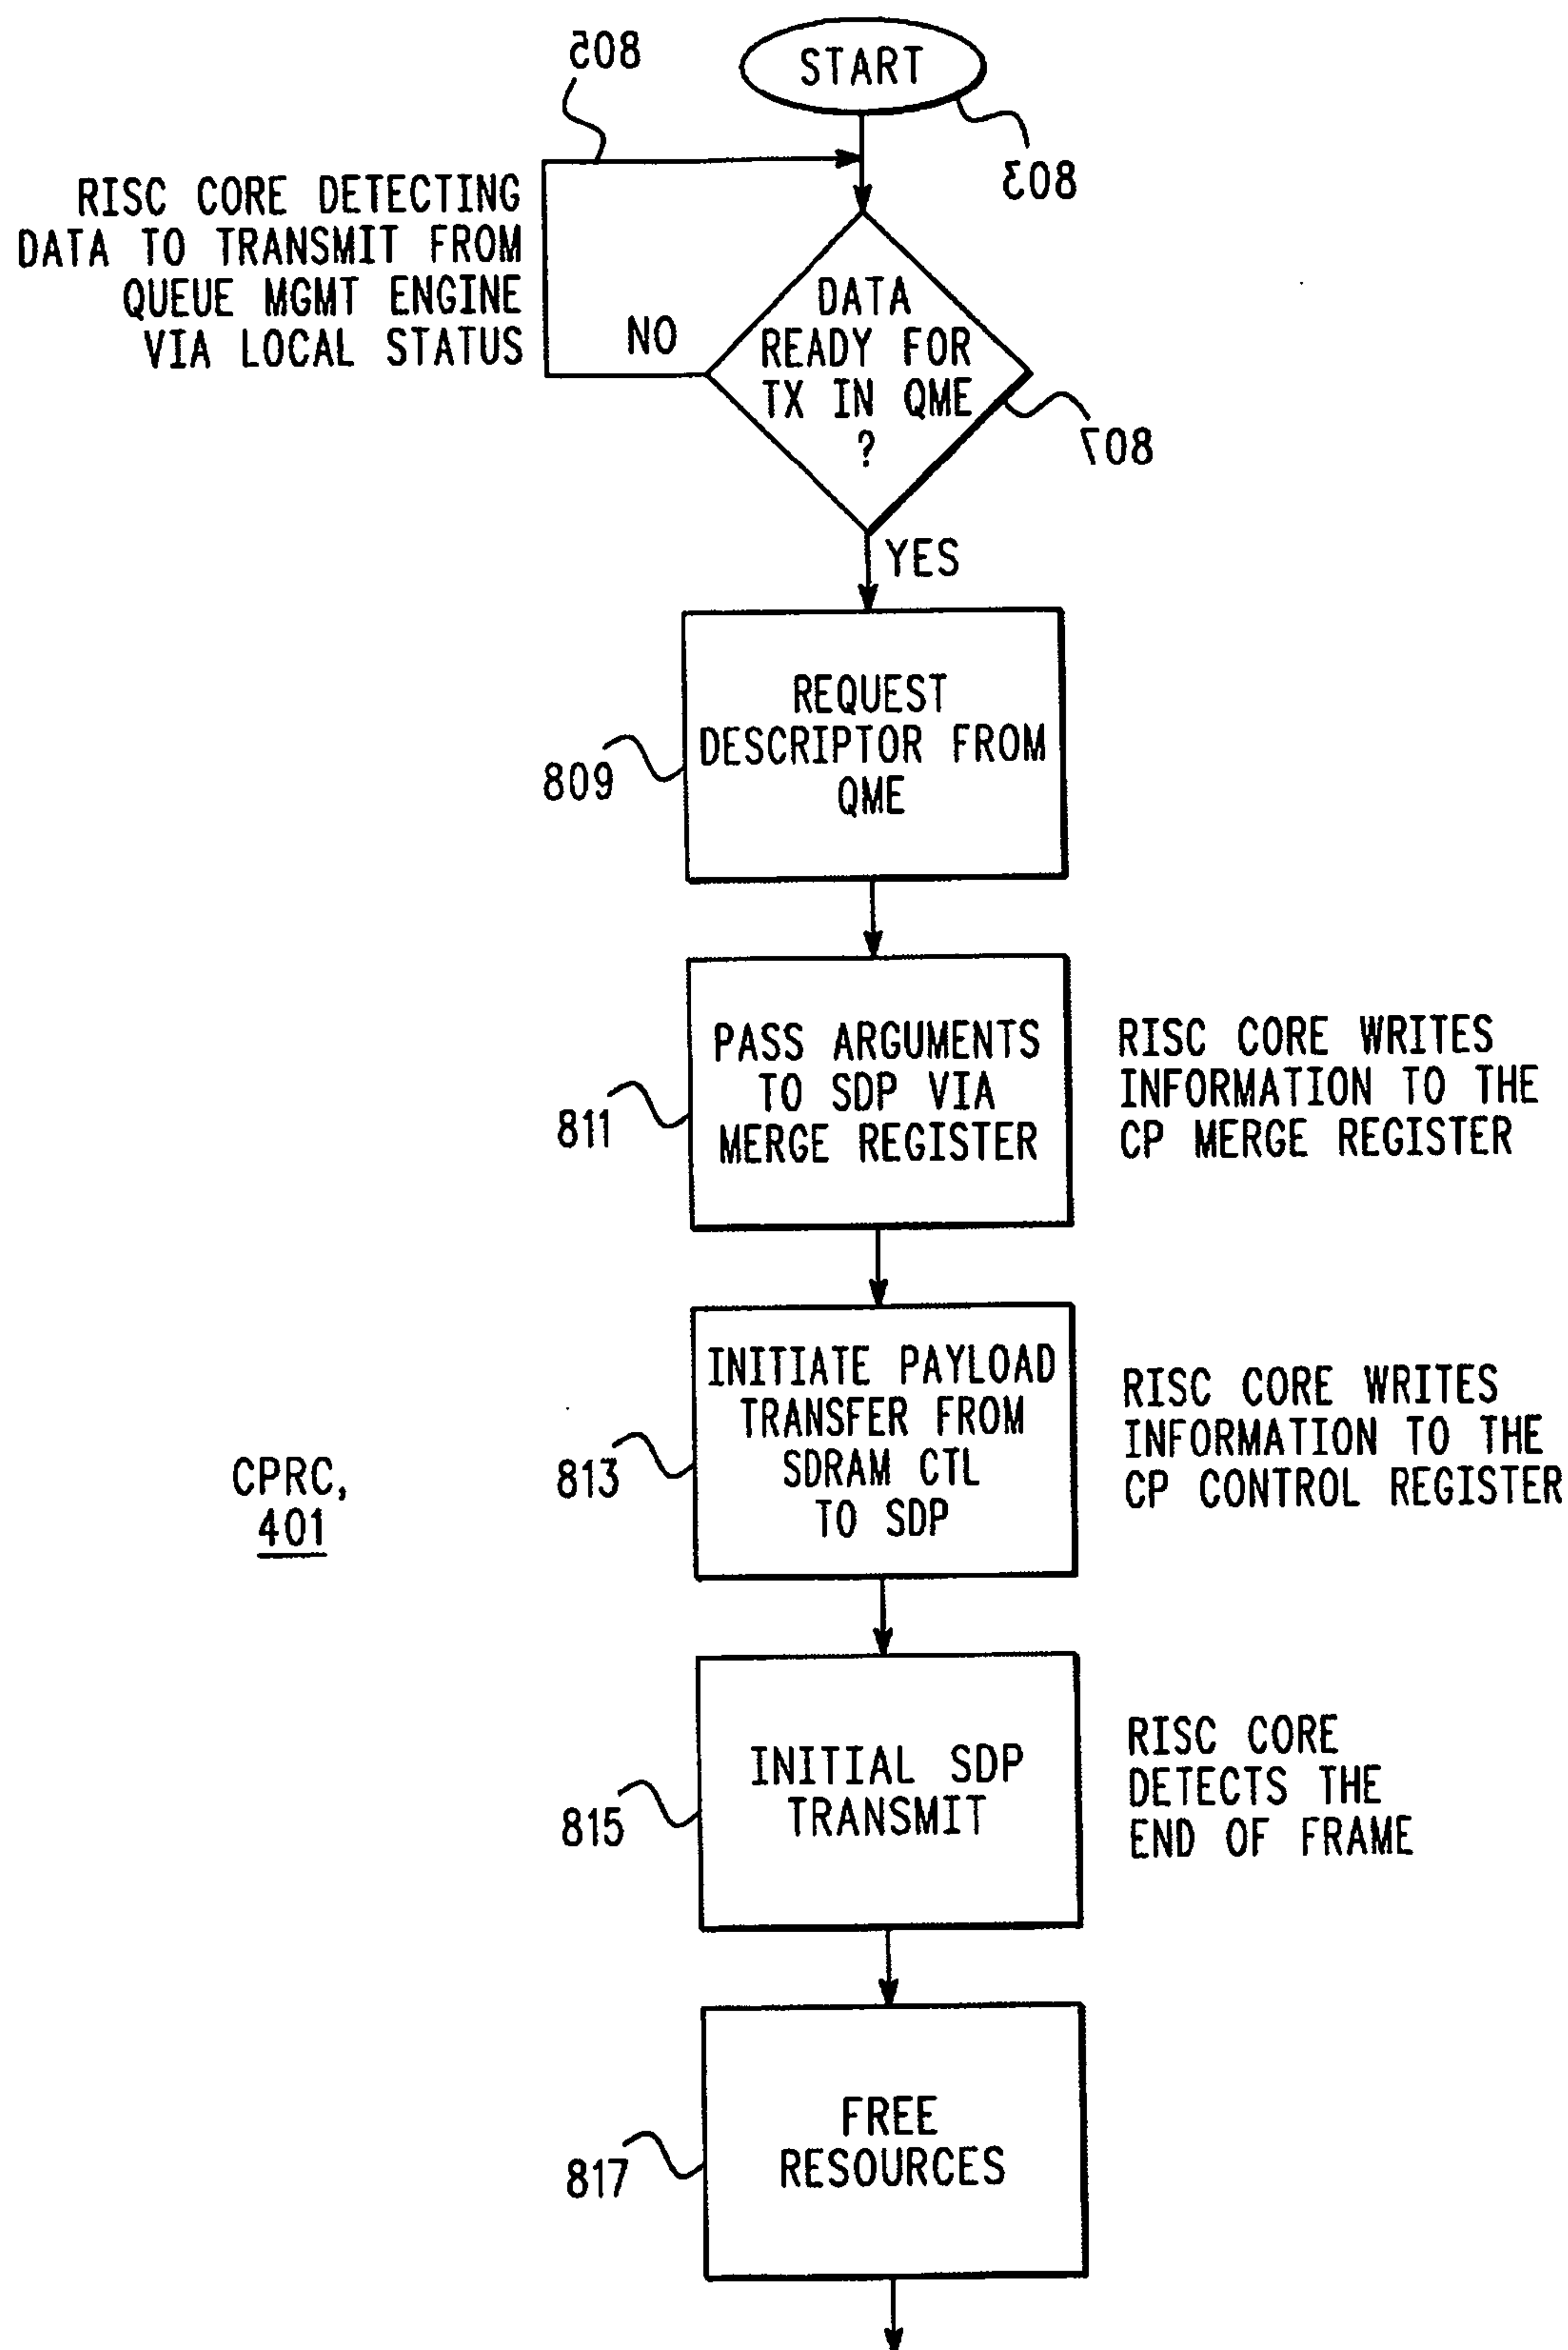 805
START
803
RISC CORE DETECTING
DATA TO TRANSMIT FROM
QUEUE MGMT ENGINE
VIA LOCAL STATUS
NO
DATA
READY FOR
TX IN QME
?
807
YES
REQUEST
DESCRIPTOR FROM
QME
809
PASS ARGUMENTS
TO SDP VIA
MERGE REGISTER
811
RISC CORE WRITES
INFORMATION TO THE
CP MERGE REGISTER
INITIATE PAYLOAD
TRANSFER FROM
SDRAM CTL
TO SDP
813
RISC CORE WRITES
INFORMATION TO THE
CP CONTROL REGISTER
CPRC,
401
INITIAL SDP
TRANSMIT
815
RISC CORE
DETECTS THE
END OF FRAME
FREE
RESOURCES
817